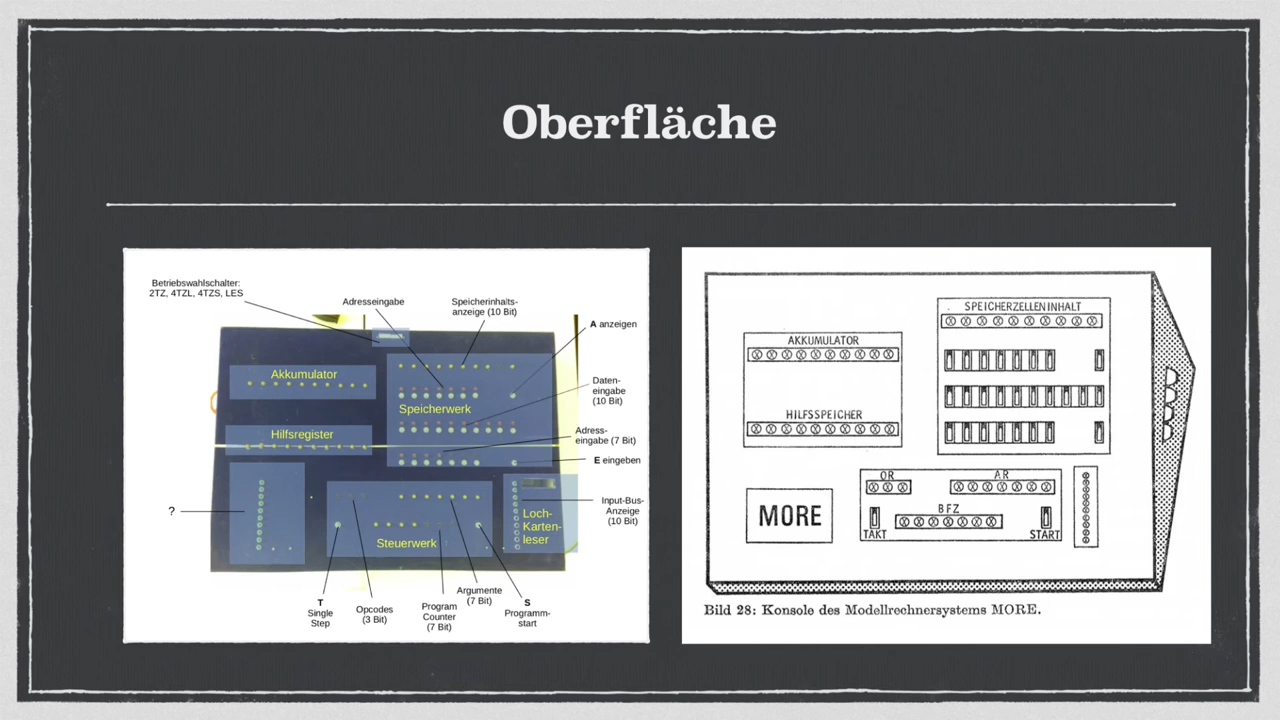 Oberfläche
Betriebswahlschalter:
2TZ, 4TZL, 4TZS, LES
Adresseingabe
Speicherinhalts-
anzeige (10 Bit)
A anzeigen
Akkumulator
Daten-
eingabe
(10 Bit)
Speicherwerk
Hilfsregister
Adress-
eingabe (7 Bit)
E eingeben
?
Input-Bus-
Anzeige
(10 Bit)
Loch-
Karten-
leser
Steuerwerk
T
Single
Step
Opcodes
(3 Bit)
Program
Counter
(7 Bit)
Argumente
(7 Bit)
S
Programm-
start
SPEICHERZELLENINHALT
AKKUMULATOR
HILFSSPEICHER
MORE
OR
AR
BFZ
TAKT
START
Bild 28: Konsole des Modellrechnersystems MORE.